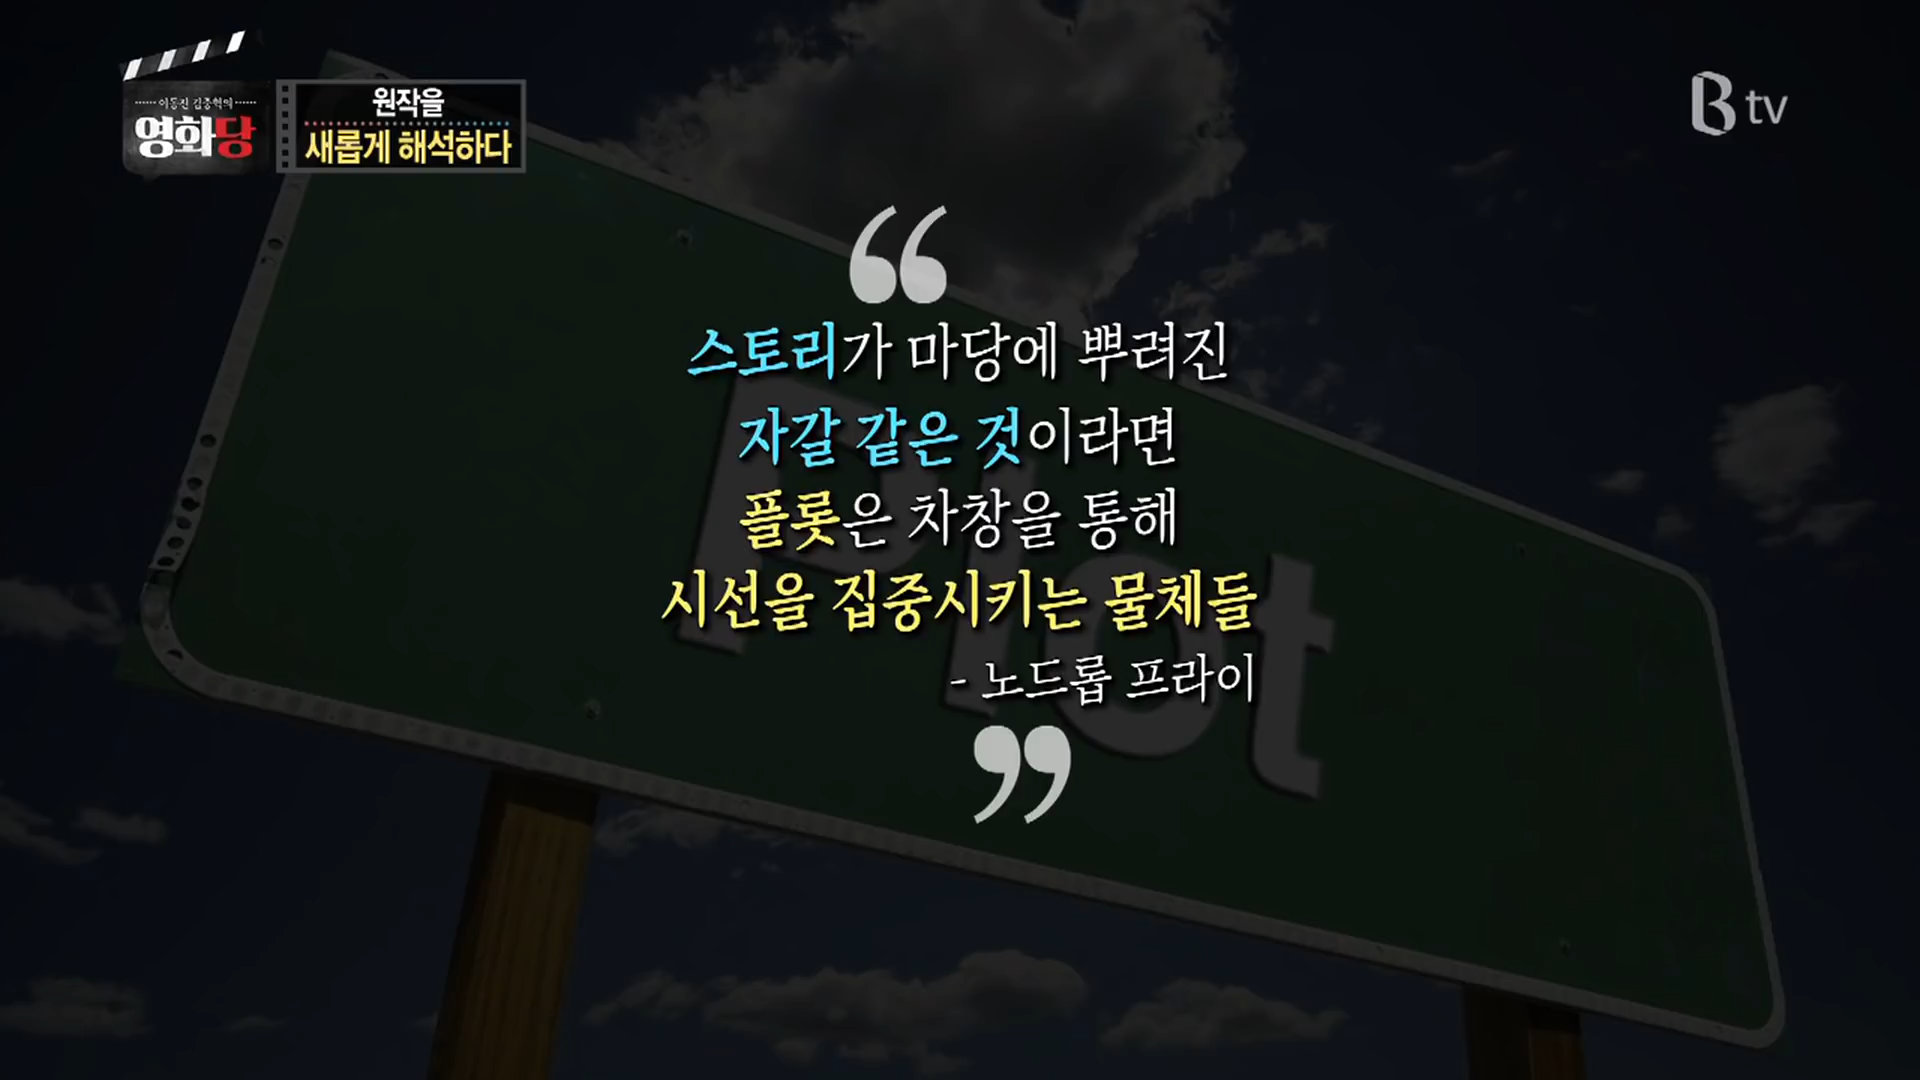 이동진 김중혁의
영화당
원작을
새롭게 해석하다
B tv
“
스토리가 마당에 뿌려진
자갈 같은 것이라면
플롯은 차창을 통해
시선을 집중시키는 물체들
- 노드롭 프라이
”
Plot